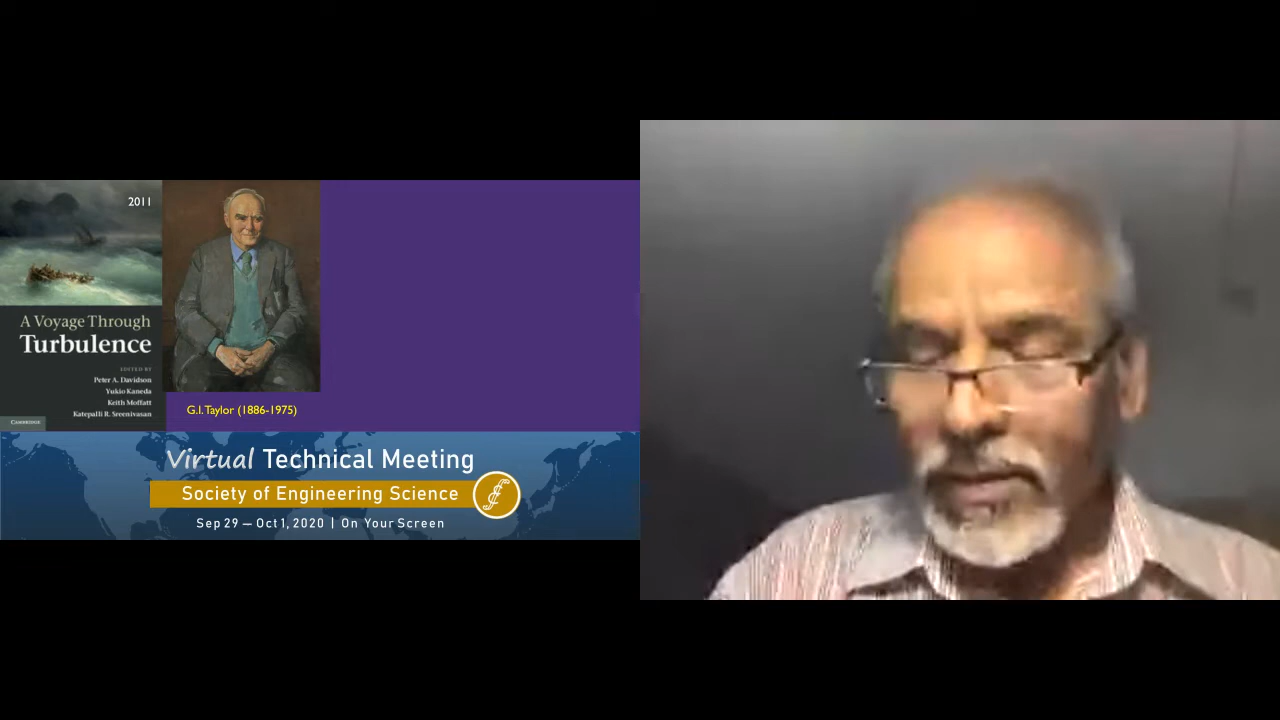 2011
A Voyage Through
Turbulence
EDITED BY
Peter A. Davidson
Yukio Kaneda
Keith Moffatt
Katepalli R. Sreenivasan
CAMBRIDGE
G.I. Taylor (1886-1975)
Virtual Technical Meeting
Society of Engineering Science
Sep 29 — Oct 1, 2020 | On Your Screen